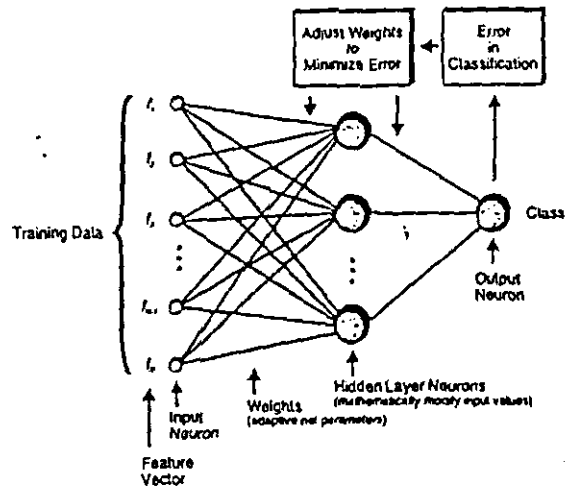 Adjust Weights
to
Minimize Error
Error
in
Classification
Training Data
Class
Output
Neuron
Hidden Layer Neurons
(mathematically modify input values)
Weights
(adaptive net parameters)
Input
Neuron
Feature
Vector